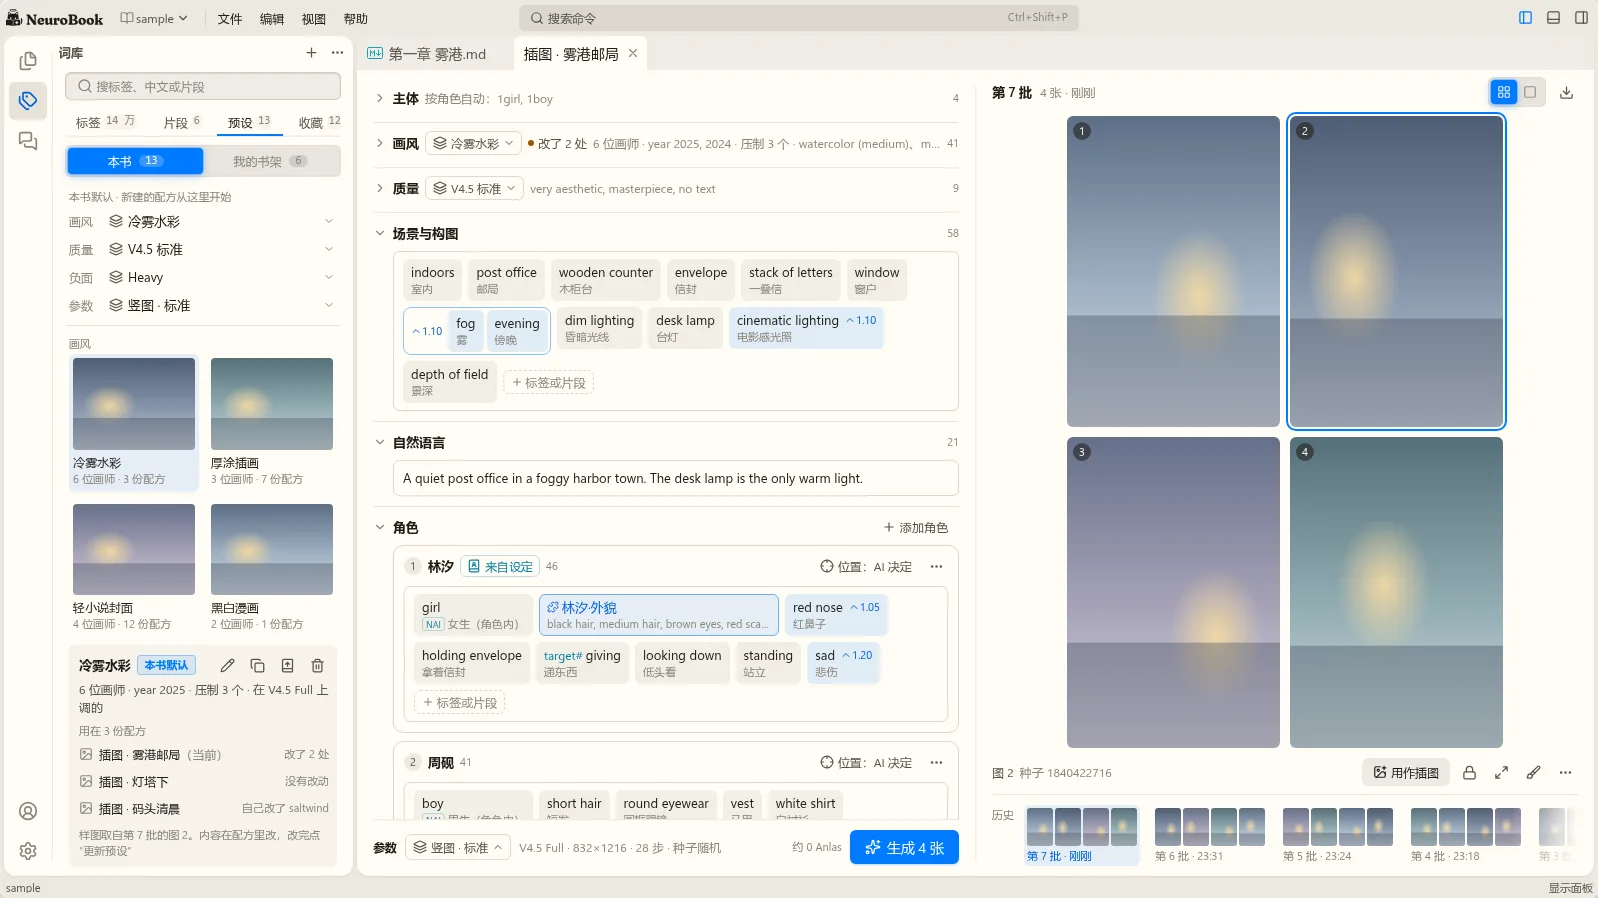 NeuroBook
sample
文件
编辑
视图
帮助
搜索命令
Ctrl+Shift+P
词库
搜标签、中文或片段
标签 14 万
片段 6
预设 13
收藏 12
本书 13
我的书架 6
本书默认 · 新建的配方从这里开始
画风 冷雾水彩
质量 V4.5 标准
负面 Heavy
参数 竖图 · 标准
画风
冷雾水彩
6 位画师 · 3 份配方
厚涂插画
3 位画师 · 7 份配方
轻小说封面
4 位画师 · 12 份配方
黑白漫画
2 位画师 · 1 份配方
冷雾水彩 本书默认
6 位画师 · year 2025 · 压制 3 个 · 在 V4.5 Full 上
调的
用在 3 份配方
插图 · 雾港邮局（当前） 改了 2 处
插图 · 灯塔下 没有改动
插图 · 码头清晨 自己改了 saltwind
样图取自第 7 批的图 2。内容在配方里改，改完点
“更新预设”
第一章 雾港.md
插图 · 雾港邮局
主体 按角色自动：1girl, 1boy 4
画风 冷雾水彩 改了 2 处 6 位画师 · year 2025, 2024 · 压制 3 个 · watercolor (medium)、m... 41
质量 V4.5 标准 very aesthetic, masterpiece, no text 9
场景与构图 58
indoors 室内
post office 邮局
wooden counter 木柜台
envelope 信封
stack of letters 一叠信
window 窗户
1.10
fog 雾
evening 傍晚
dim lighting 昏暗光线
desk lamp 台灯
cinematic lighting 1.10 电影感光照
depth of field 景深
+ 标签或片段
自然语言 21
A quiet post office in a foggy harbor town. The desk lamp is the only warm light.
角色
+ 添加角色
1 林汐 来自设定 46
位置：AI 决定
girl
NAI 女生（角色内）
林汐·外貌
black hair, medium hair, brown eyes, red sca...
red nose 1.05 红鼻子
holding envelope 拿着信封
target# giving 递东西
looking down 低头看
standing 站立
sad 1.20 悲伤
+ 标签或片段
2 周砚 41
位置：AI 决定
boy
short hair
round eyewear
vest
white shirt
参数 竖图 · 标准 V4.5 Full · 832×1216 · 28 步 · 种子随机
约 0 Anlas
生成 4 张
第 7 批 4 张 · 刚刚
1
2
3
4
图 2 种子 1840422716
用作插图
历史
第 7 批 · 刚刚
第 6 批 · 23:31
第 5 批 · 23:24
第 4 批 · 23:18
第 3 批
sample
显示面板